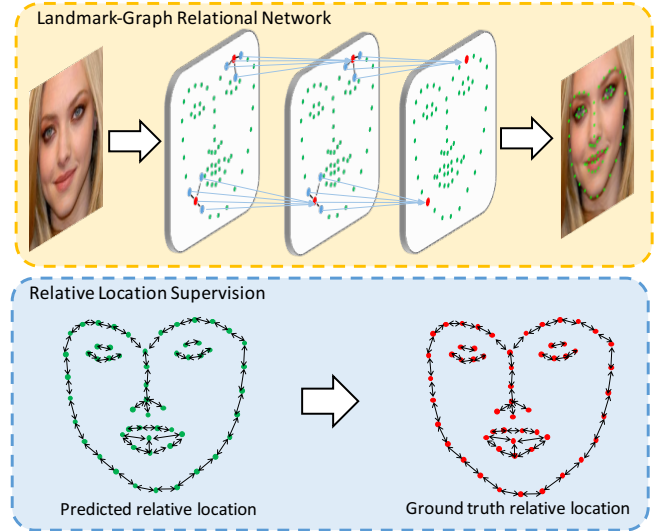 Landmark-Graph Relational Network
Relative Location Supervision
Predicted relative location
Ground truth relative location